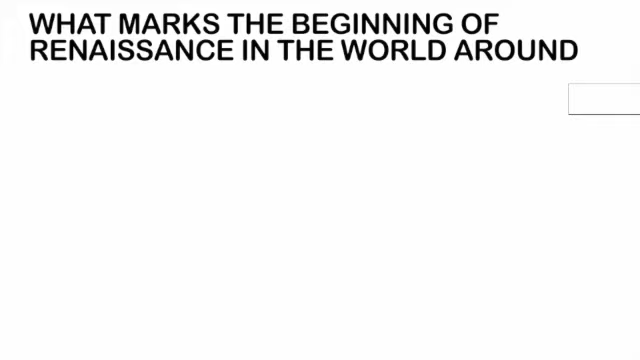 WHAT MARKS THE BEGINNING OF
RENAISSANCE IN THE WORLD AROUND